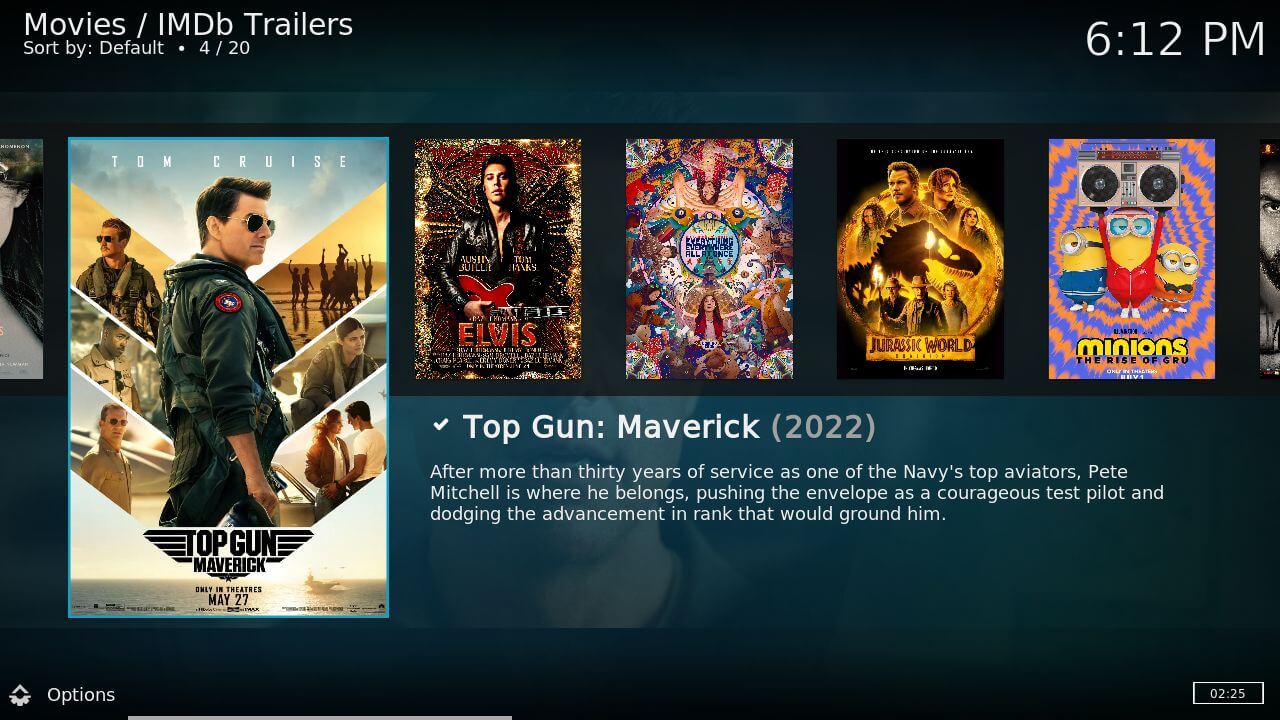 Movies / IMDb Trailers
Sort by: Default • 4 / 20
6:12 PM
TOM CRUISE
TOP GUN
MAVERICK
ONLY IN THEATRES
MAY 27
AUSTIN BUTLER TOM HANKS
ELVIS
EVERYTHING
EVERYWHERE
ALL AT ONCE
JURASSIC WORLD
DOMINION
ILLUMINATION
minions
THE RISE OF GRU
ONLY IN THEATERS
JULY 1
✓ Top Gun: Maverick (2022)
After more than thirty years of service as one of the Navy's top aviators, Pete
Mitchell is where he belongs, pushing the envelope as a courageous test pilot and
dodging the advancement in rank that would ground him.
Options
02:25